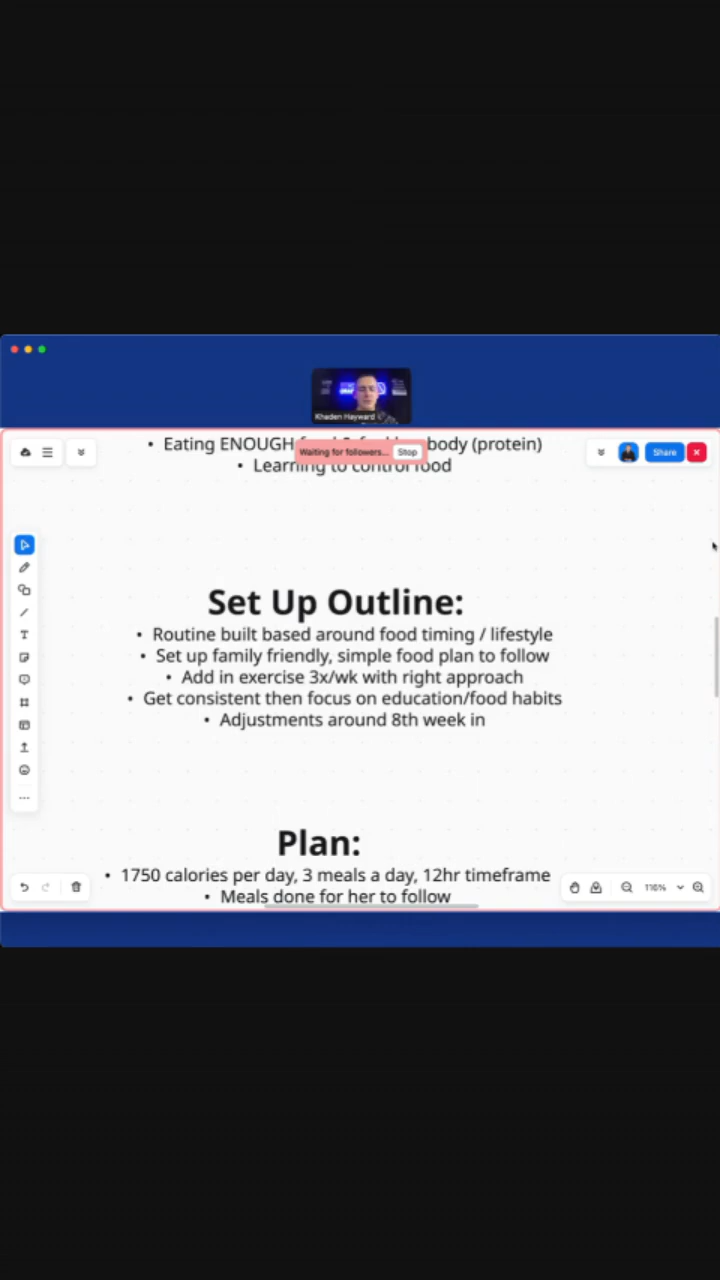 Khaden Hayward
• Eating ENOUGH body (protein)
Waiting for followers... Stop
Share
• Learning to control food
Set Up Outline:
• Routine built based around food timing / lifestyle
• Set up family friendly, simple food plan to follow
• Add in exercise 3x/wk with right approach
• Get consistent then focus on education/food habits
• Adjustments around 8th week in
Plan:
• 1750 calories per day, 3 meals a day, 12hr timeframe
• Meals done for her to follow
116%